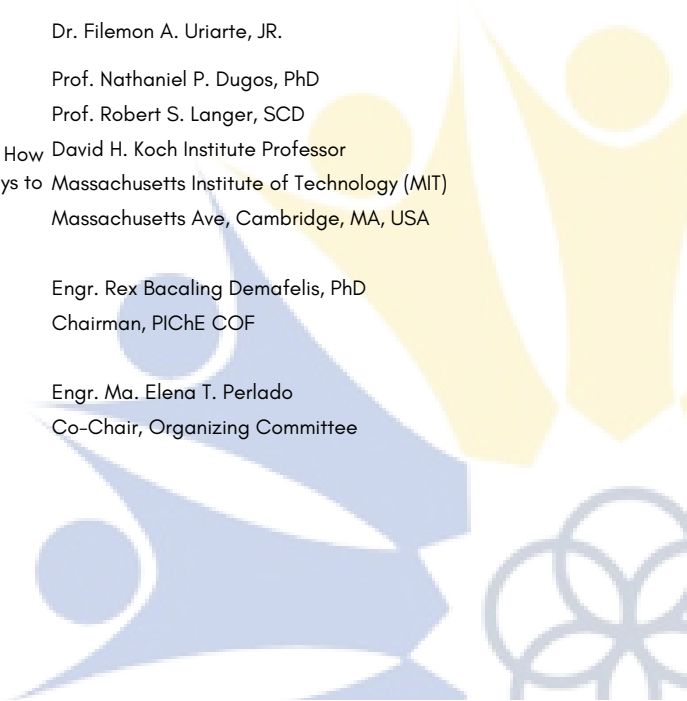 Dr. Filemon A. Uriarte, JR.
Prof. Nathaniel P. Dugos, PhD
Prof. Robert S. Langer, SCD
How David H. Koch Institute Professor
ys to Massachusetts Institute of Technology (MIT)
Massachusetts Ave, Cambridge, MA, USA
Engr. Rex Bacaling Demafelis, PhD
Chairman, PIChE COF
Engr. Ma. Elena T. Perlado
Co-Chair, Organizing Committee